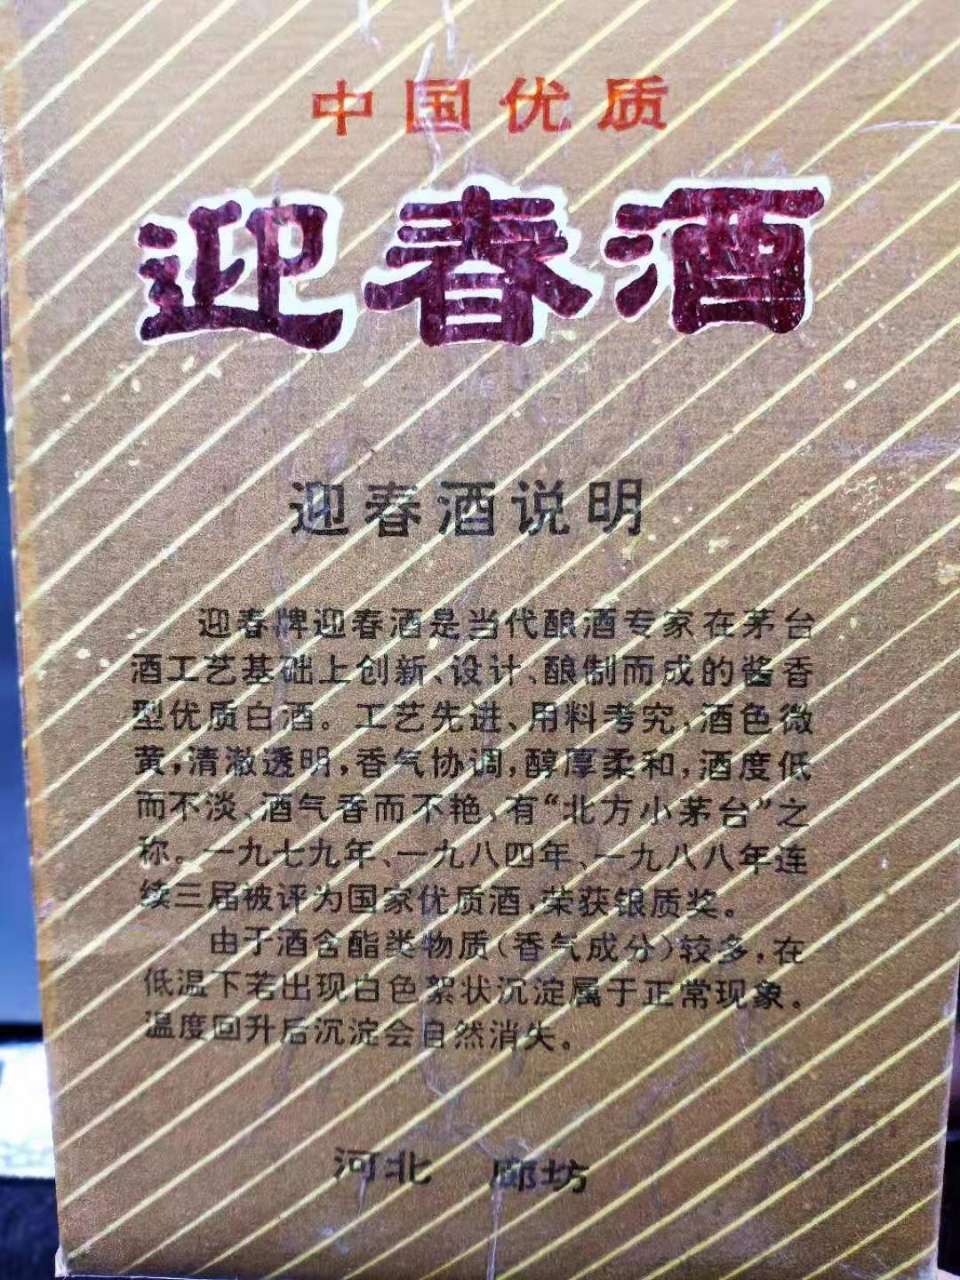 中国优质
迎春酒
迎春酒说明
迎春牌迎春酒是当代酿酒专家在茅台
酒工艺基础上创新、设计、酿制而成的酱香
型优质白酒。工艺先进、用料考究,酒色微
黄,清澈透明,香气协调,醇厚柔和,酒度低
而不淡、酒气香而不艳、有“北方小茅台”之
称。一九七九年、一九八四年、一九八八年连
续三届被评为国家优质酒,荣获银质奖。
由于酒含酯类物质(香气成分)较多,在
低温下若出现白色絮状沉淀属于正常现象。
温度回升后沉淀会自然消失。
河北 廊坊